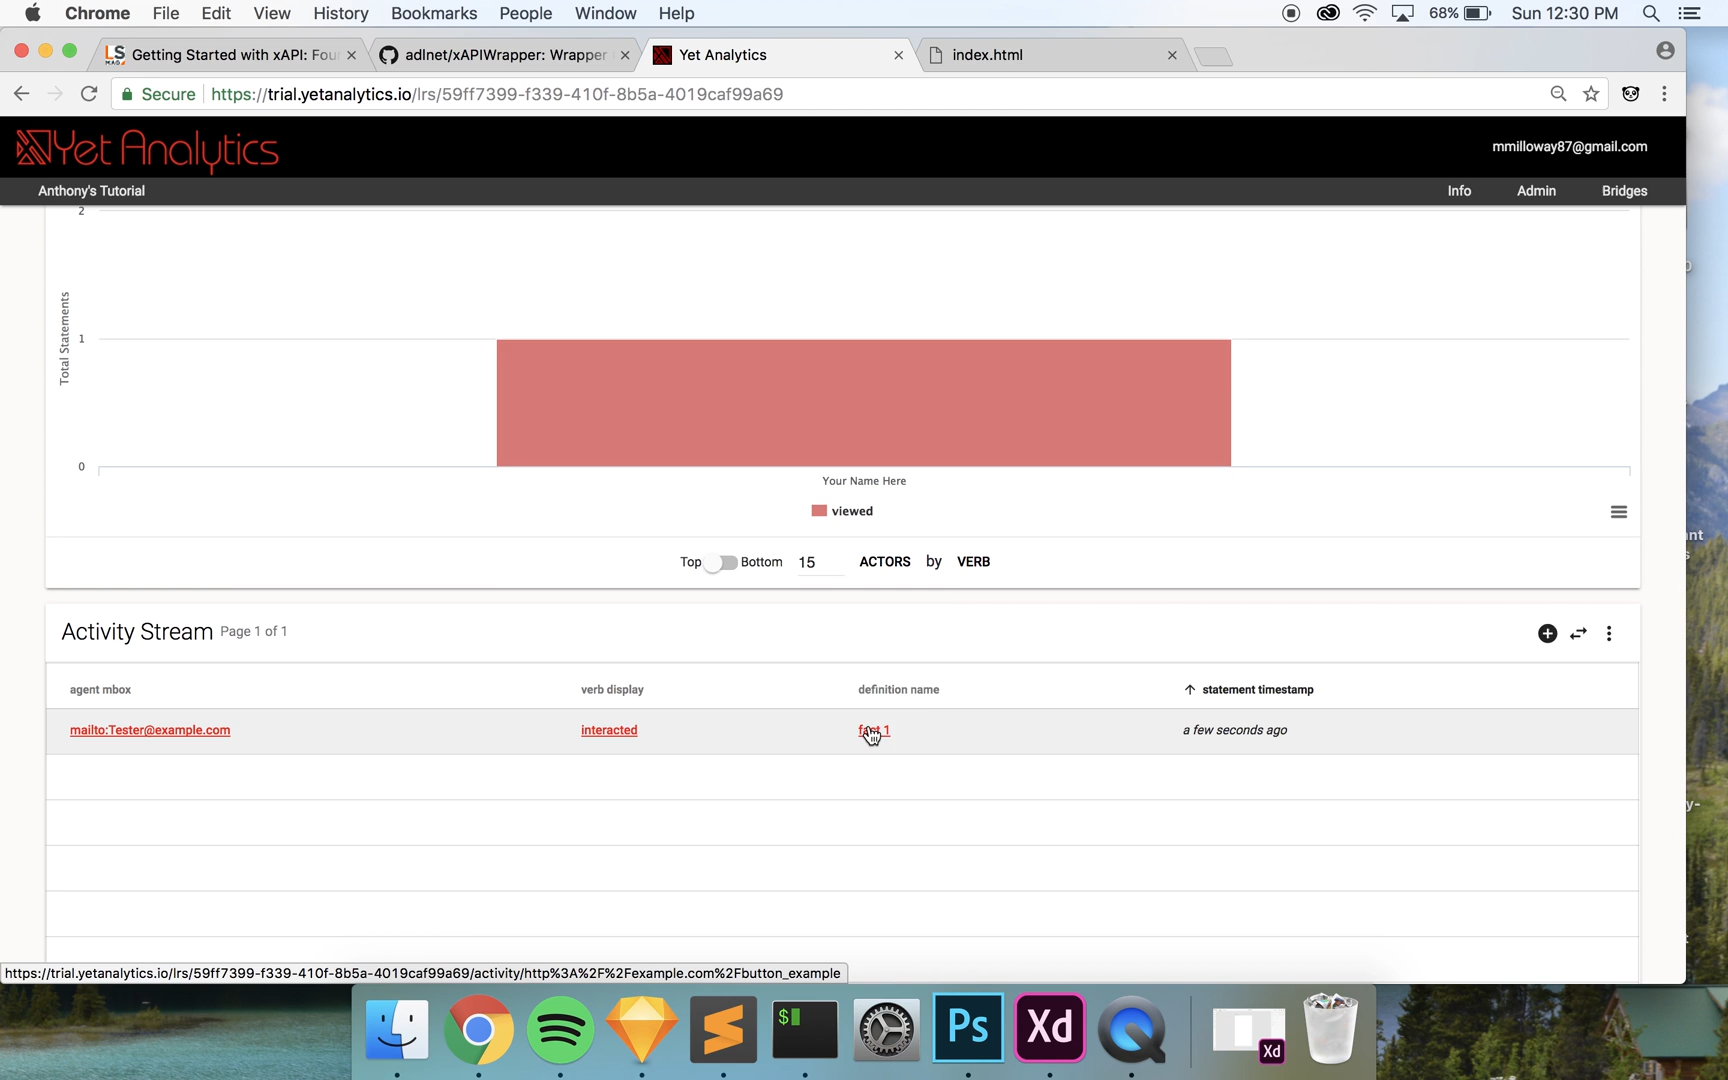 Chrome File Edit View History Bookmarks People Window Help 68% Sun 12:30 PM
LS MAG Getting Started with xAPI: Four adlnet/xAPIWrapper: Wrapper Yet Analytics index.html
Secure https://trial.yetanalytics.io/lrs/59ff7399-f339-410f-8b5a-4019caf99a69
Yet Analytics mmilloway87@gmail.com
Anthony's Tutorial Info Admin Bridges
2
Total Statements
1
0
Your Name Here
viewed
Top Bottom 15 ACTORS by VERB
Activity Stream Page 1 of 1
agent mbox verb display definition name statement timestamp
mailto:Tester@example.com interacted 1 a few seconds ago
https://trial.yetanalytics.io/lrs/59ff7399-f339-410f-8b5a-4019caf99a69/activity/http%3A%2F%2Fexample.com%2Fbutton_example
$ Ps Xd Xd